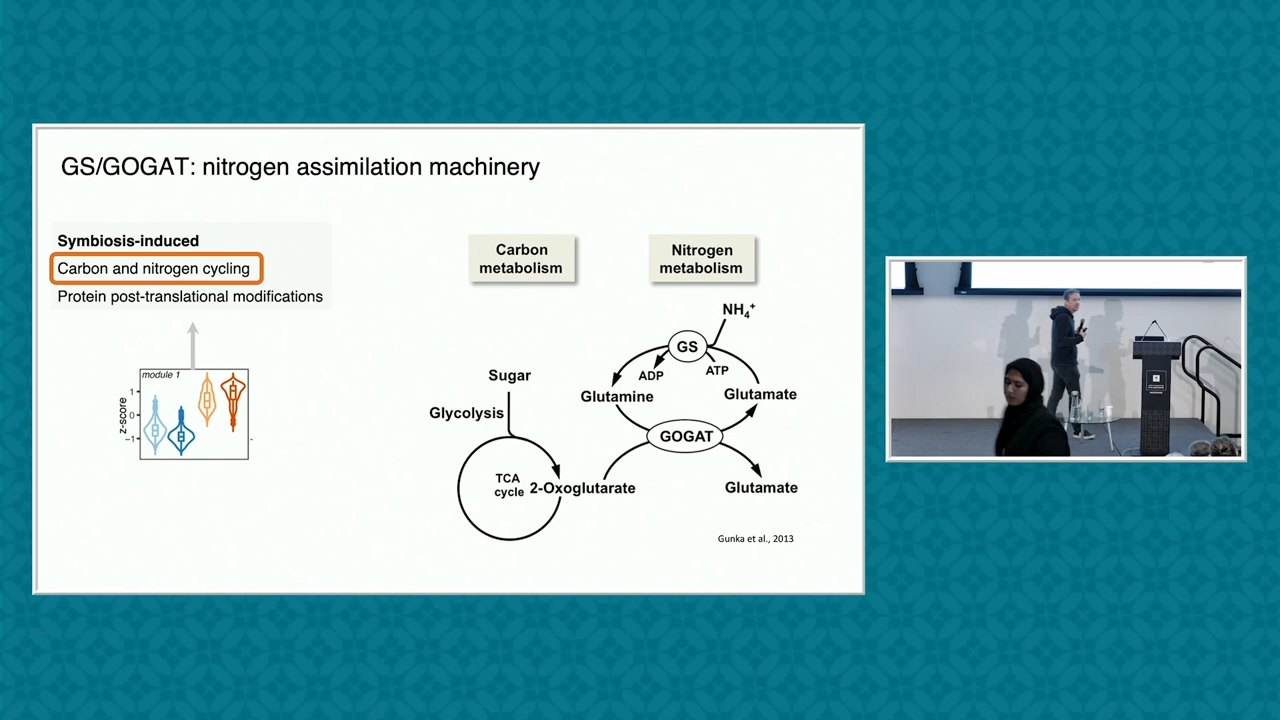 GS/GOGAT: nitrogen assimilation machinery
Symbiosis-induced
Carbon and nitrogen cycling
Protein post-translational modifications
module 1
z-score
1
0
−1
Carbon
metabolism
Nitrogen
metabolism
NH4+
GS
ADP
ATP
Glutamine
Glutamate
GOGAT
Sugar
Glycolysis
TCA
cycle
2-Oxoglutarate
Glutamate
Gunka et al., 2013